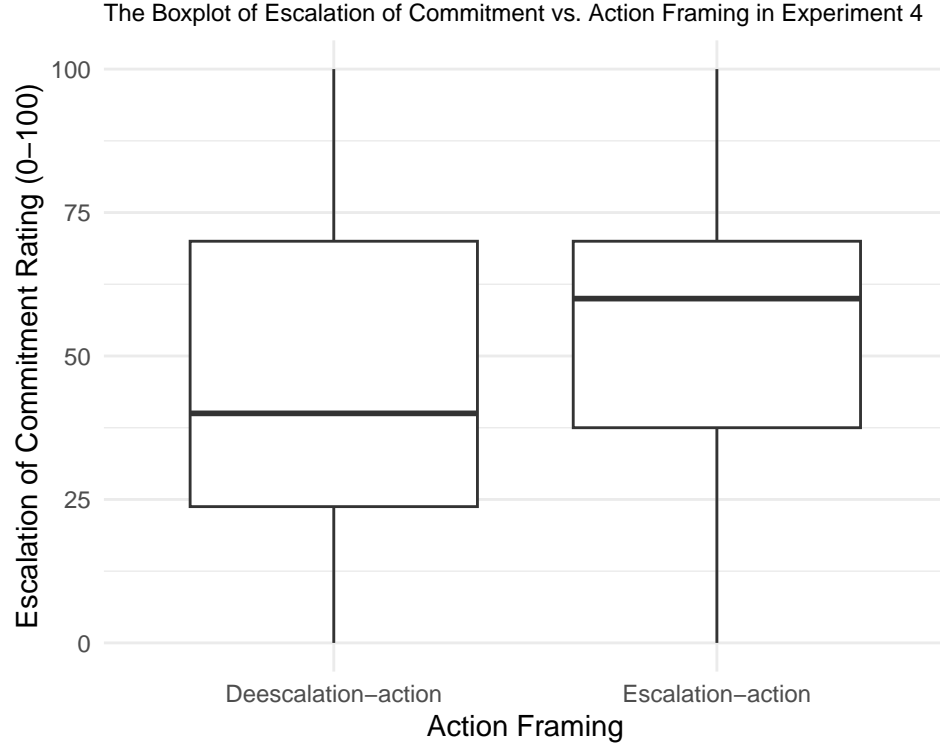 The Boxplot of Escalation of Commitment vs. Action Framing in Experiment 4
Escalation of Commitment Rating (0−100)
100
75
50
25
0
Deescalation−action
Escalation−action
Action Framing